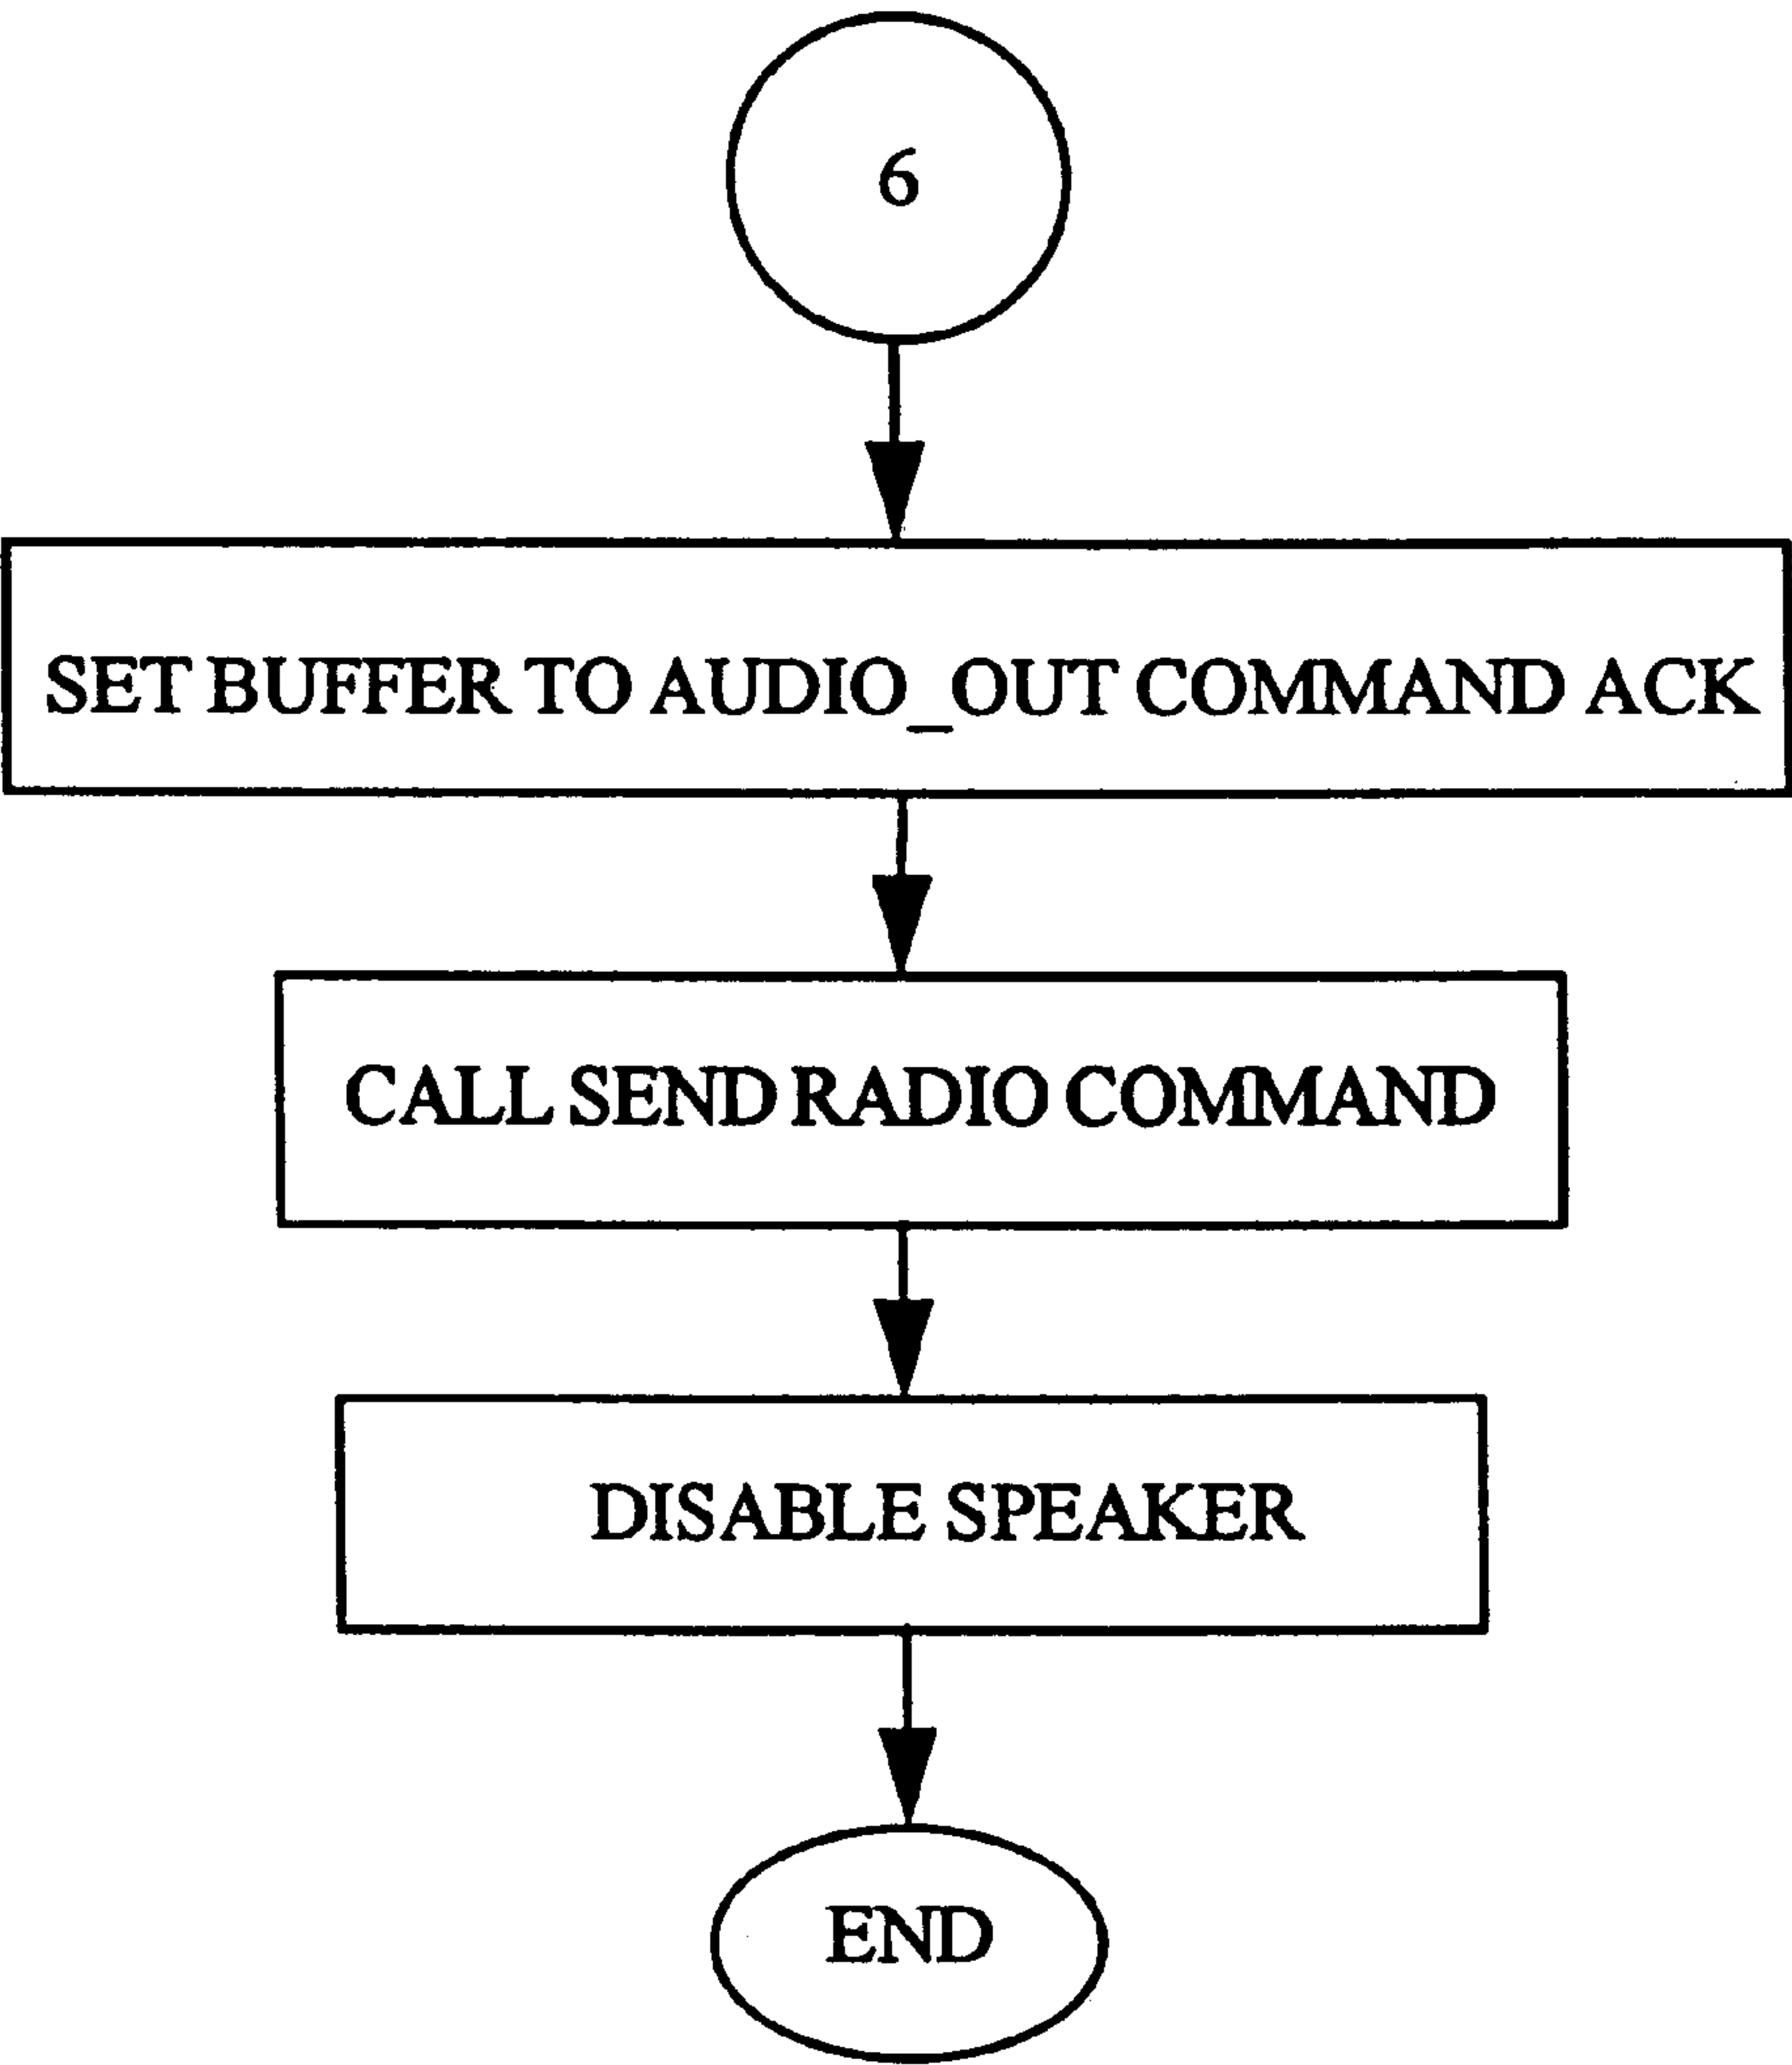 6
SET BUFFER TO AUDIO_OUT COMMAND ACK
CALL SEND RADIO COMMAND
DISABLE SPEAKER
END